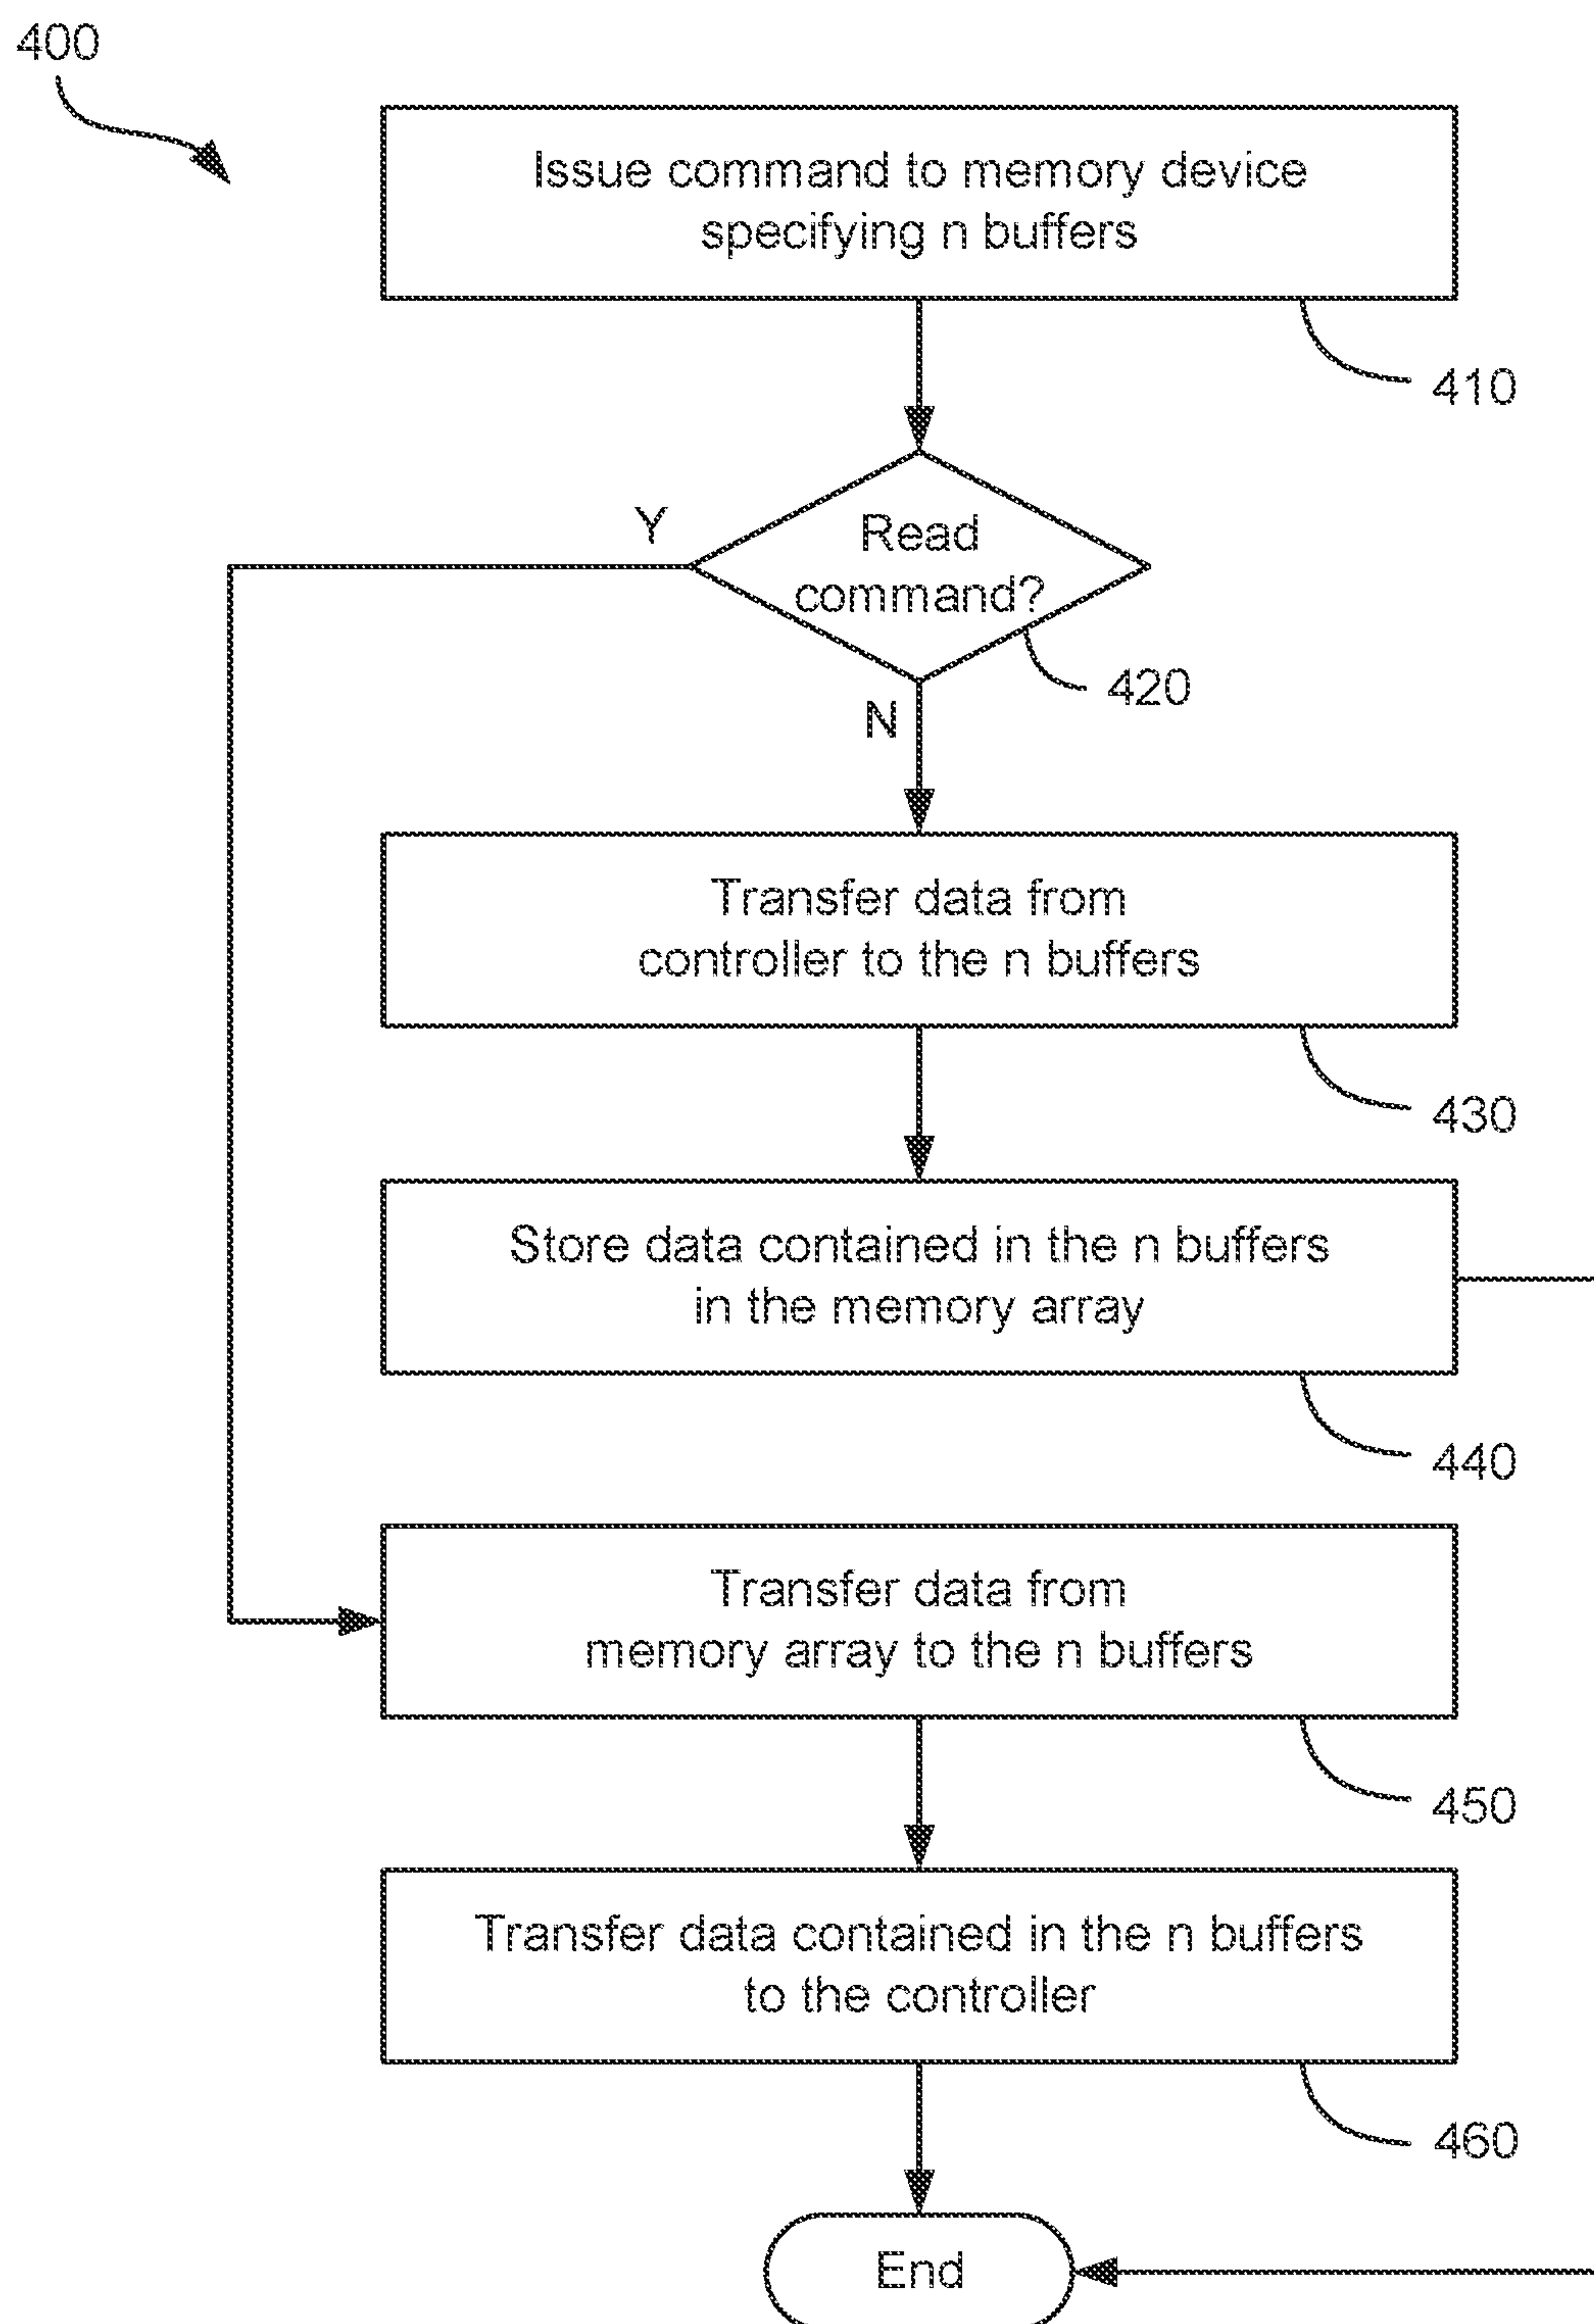 400
Issue command to memory device
specifying n buffers
410
Y
Read
command?
420
N
Transfer data from
controller to the n buffers
430
Store data contained in the n buffers
in the memory array
440
Transfer data from
memory array to the n buffers
450
Transfer data contained in the n buffers
to the controller
460
End